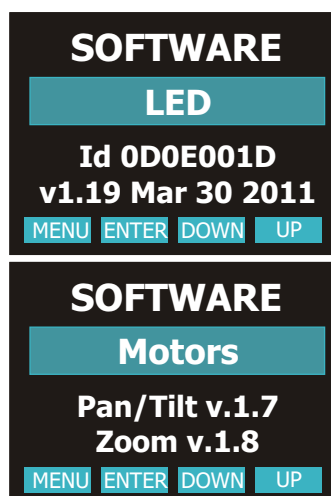 SOFTWARE
LED
Id 0D0E001D
v1.19 Mar 30 2011
MENU ENTER DOWN UP
SOFTWARE
Motors
Pan/Tilt v.1.7
Zoom v.1.8
MENU ENTER DOWN UP